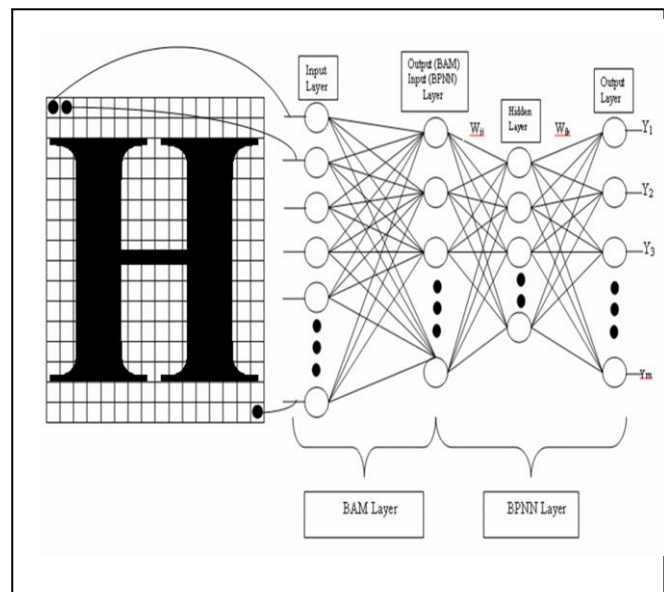 H
Input
Layer
Output (BAM)
Input (BPNN)
Layer
Hidden
Layer
Output
Layer
Wij
Wjk
Y1
Y2
Y3
Ym
BAM Layer
BPNN Layer